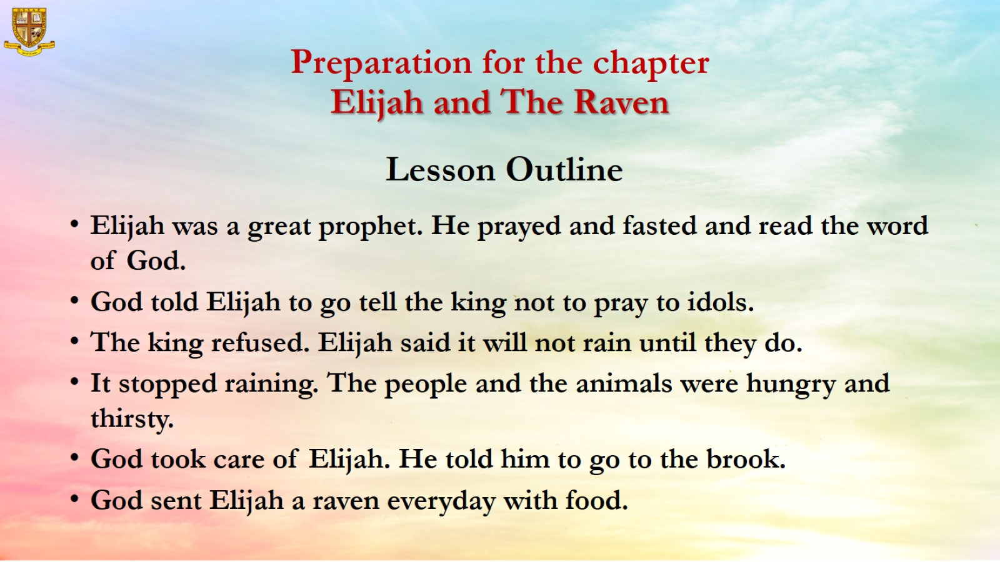 Preparation for the chapter
Elijah and The Raven
Lesson Outline
• Elijah was a great prophet. He prayed and fasted and read the word
of God.
• God told Elijah to go tell the king not to pray to idols.
• The king refused. Elijah said it will not rain until they do.
• It stopped raining. The people and the animals were hungry and
thirsty.
• God took care of Elijah. He told him to go to the brook.
• God sent Elijah a raven everyday with food.